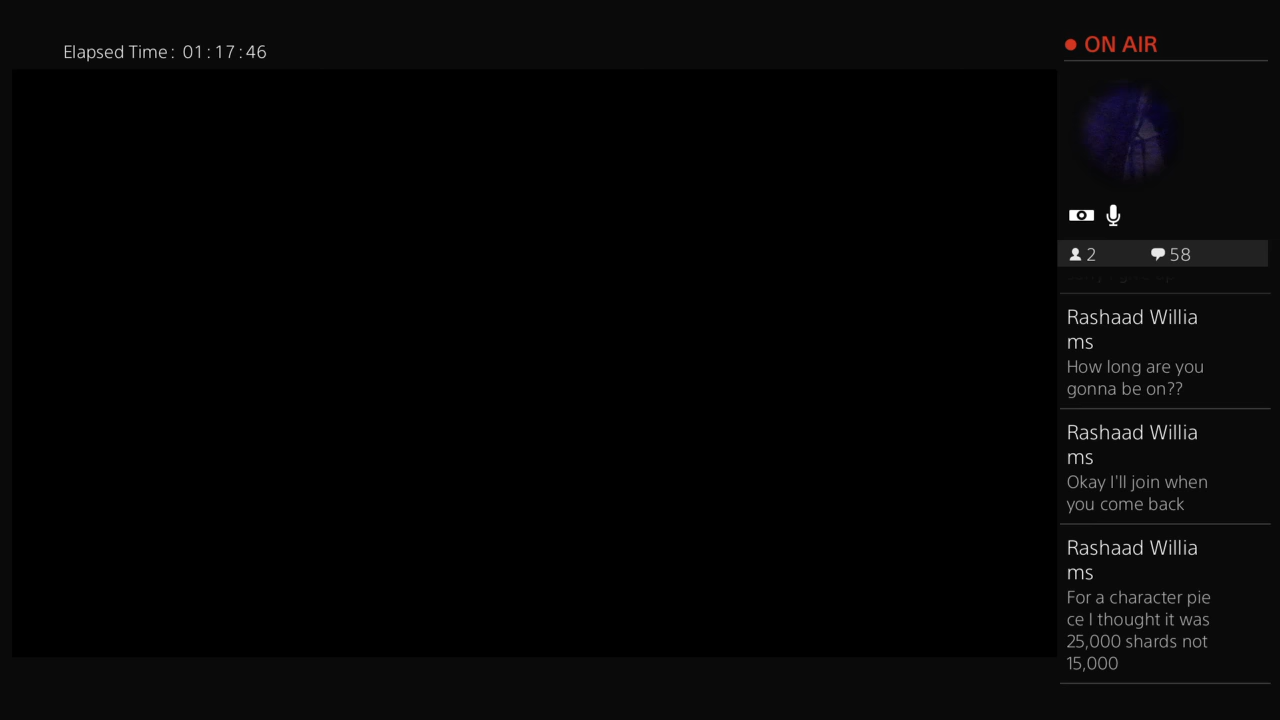 Elapsed Time: 01:17:46
ON AIR
2 58
Rashaad Willia
ms
How long are you
gonna be on??
Rashaad Willia
ms
Okay I'll join when
you come back
Rashaad Willia
ms
For a character pie
ce I thought it was
25,000 shards not
15,000